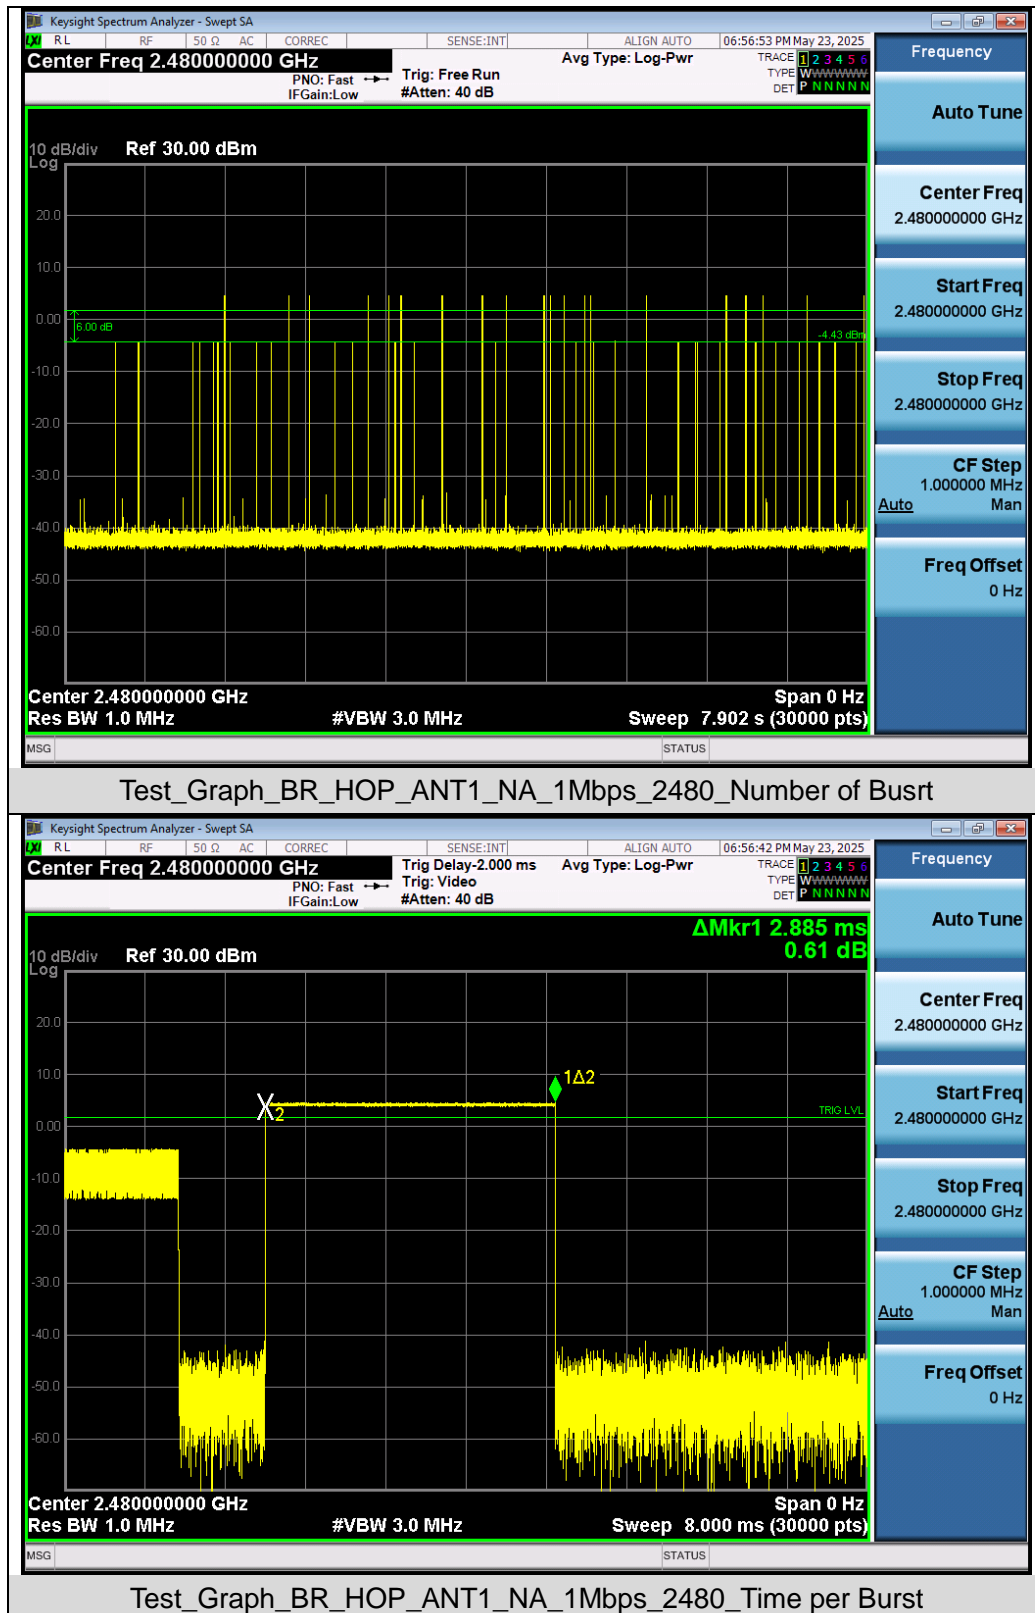 Keysight Spectrum Analyzer - Swept SA
LXI RL RF 50 Ω AC CORREC SENSE:INT ALIGN AUTO 06:56:53 PM May 23, 2025
Center Freq 2.480000000 GHz
PNO: Fast
IFGain:Low
Trig: Free Run
#Atten: 40 dB
Avg Type: Log-Pwr
TRACE 1 2 3 4 5 6
TYPE WWWWWW
DET P N N N N N
10 dB/div Ref 30.00 dBm
Log
20.0
10.0
0.00
6.00 dB
-4.43 dBm
-10.0
-20.0
-30.0
-40.0
-50.0
-60.0
Center 2.480000000 GHz Span 0 Hz
Res BW 1.0 MHz #VBW 3.0 MHz Sweep 7.902 s (30000 pts)
MSG STATUS
Frequency
Auto Tune
Center Freq
2.480000000 GHz
Start Freq
2.480000000 GHz
Stop Freq
2.480000000 GHz
CF Step
1.000000 MHz
Auto Man
Freq Offset
0 Hz
Test_Graph_BR_HOP_ANT1_NA_1Mbps_2480_Number of Busrt
Keysight Spectrum Analyzer - Swept SA
LXI RL RF 50 Ω AC CORREC SENSE:INT ALIGN AUTO 06:56:42 PM May 23, 2025
Center Freq 2.480000000 GHz
PNO: Fast
IFGain:Low
Trig Delay-2.000 ms
Trig: Video
#Atten: 40 dB
Avg Type: Log-Pwr
TRACE 1 2 3 4 5 6
TYPE WWWWWW
DET P N N N N N
ΔMkr1 2.885 ms
0.61 dB
10 dB/div Ref 30.00 dBm
Log
20.0
10.0
1Δ2
X2
TRIG LVL
0.00
-10.0
-20.0
-30.0
-40.0
-50.0
-60.0
Center 2.480000000 GHz Span 0 Hz
Res BW 1.0 MHz #VBW 3.0 MHz Sweep 8.000 ms (30000 pts)
MSG STATUS
Frequency
Auto Tune
Center Freq
2.480000000 GHz
Start Freq
2.480000000 GHz
Stop Freq
2.480000000 GHz
CF Step
1.000000 MHz
Auto Man
Freq Offset
0 Hz
Test_Graph_BR_HOP_ANT1_NA_1Mbps_2480_Time per Burst